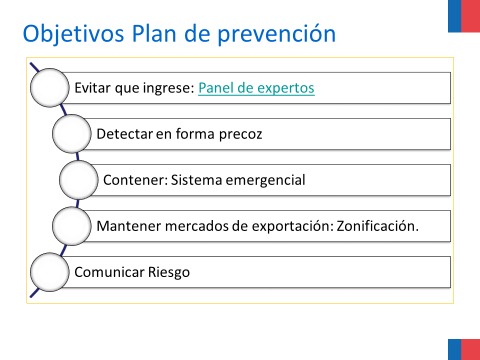 Objetivos Plan de prevención
Evitar que ingrese: Panel de expertos
Detectar en forma precoz
Contener: Sistema emergencial
Mantener mercados de exportación: Zonificación.
Comunicar Riesgo